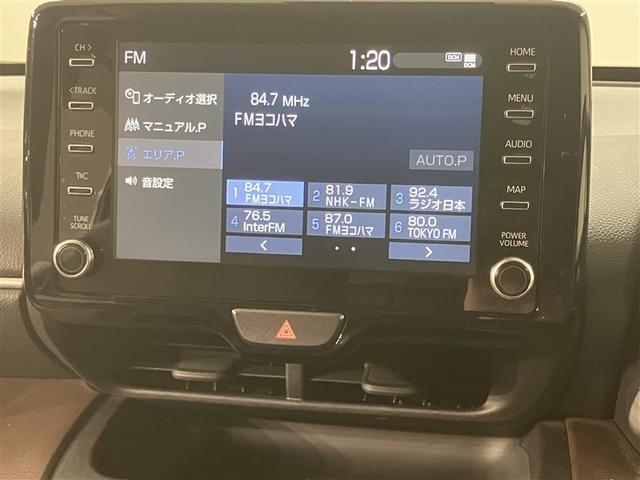 CH >
< TRACK
PHONE
T/C
TUNE
SCROLL
FM
1:20
DCM
DCM
オーディオ選択
マニュアル.P
エリア.P
音設定
84.7 MHz
FMヨコハマ
AUTO.P
1 84.7 FMヨコハマ
2 81.9 NHK-FM
3 92.4 ラジオ日本
4 76.5 InterFM
5 87.0 FMヨコハマ
6 80.0 TOKYO FM
<
>
HOME
MENU
AUDIO
MAP
POWER
VOLUME